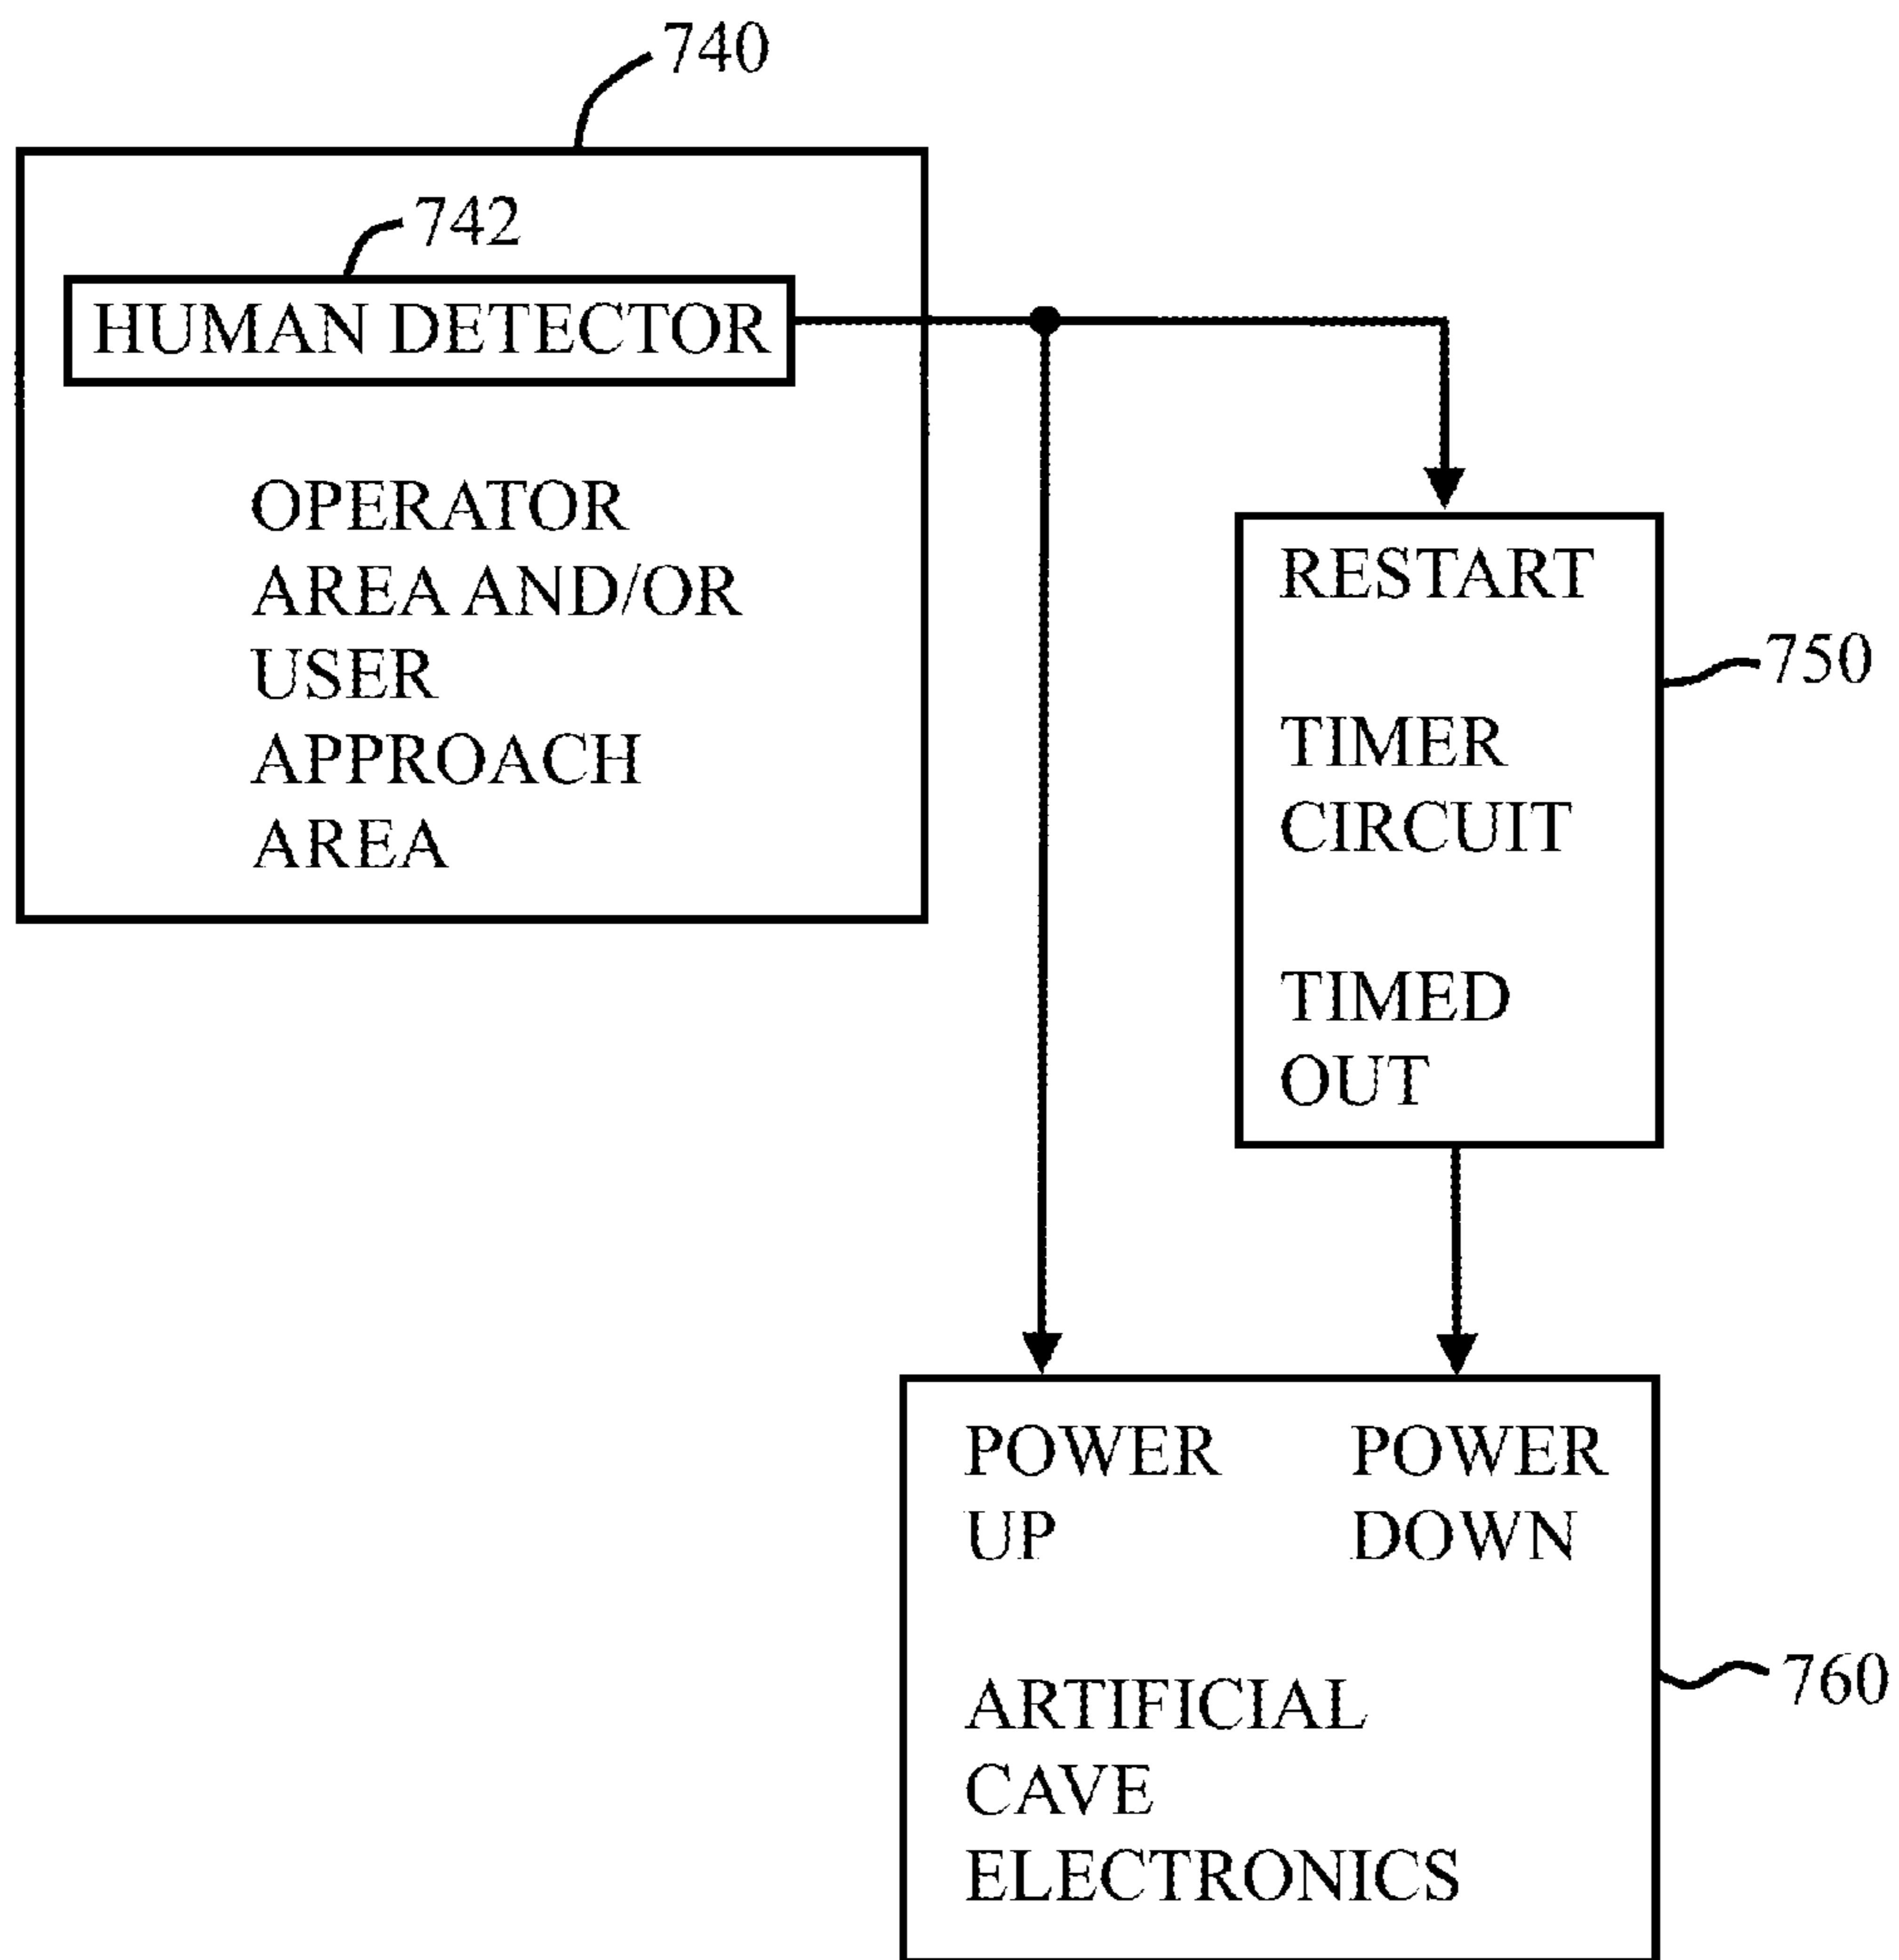 740
742
HUMAN DETECTOR
OPERATOR
AREA AND/OR
USER
APPROACH
AREA
RESTART
750
TIMER
CIRCUIT
TIMED
OUT
POWER UP
POWER DOWN
760
ARTIFICIAL
CAVE
ELECTRONICS